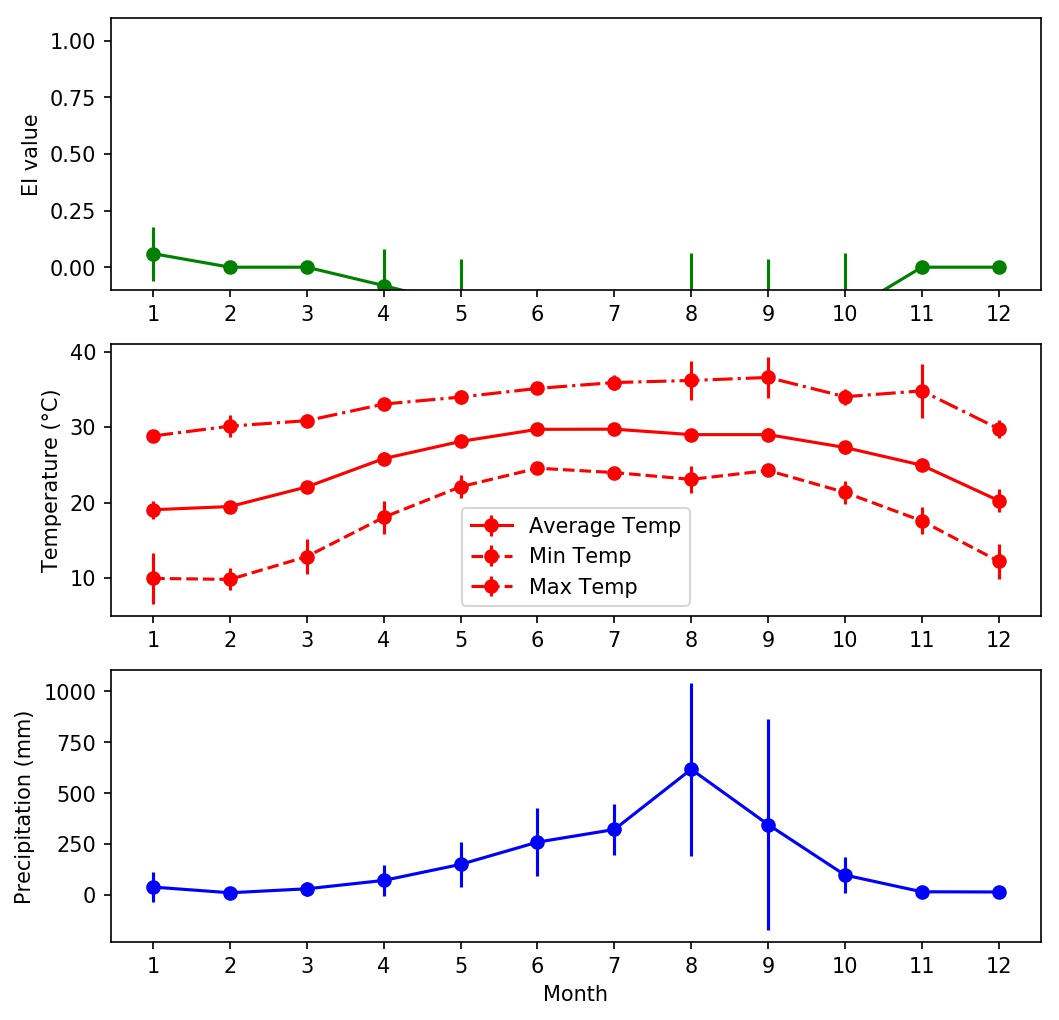 EI value
1.00
0.75
0.50
0.25
0.00
1 2 3 4 5 6 7 8 9 10 11 12
Temperature (°C)
40
30
20
10
Average Temp
Min Temp
Max Temp
1 2 3 4 5 6 7 8 9 10 11 12
Precipitation (mm)
1000
750
500
250
0
1 2 3 4 5 6 7 8 9 10 11 12
Month